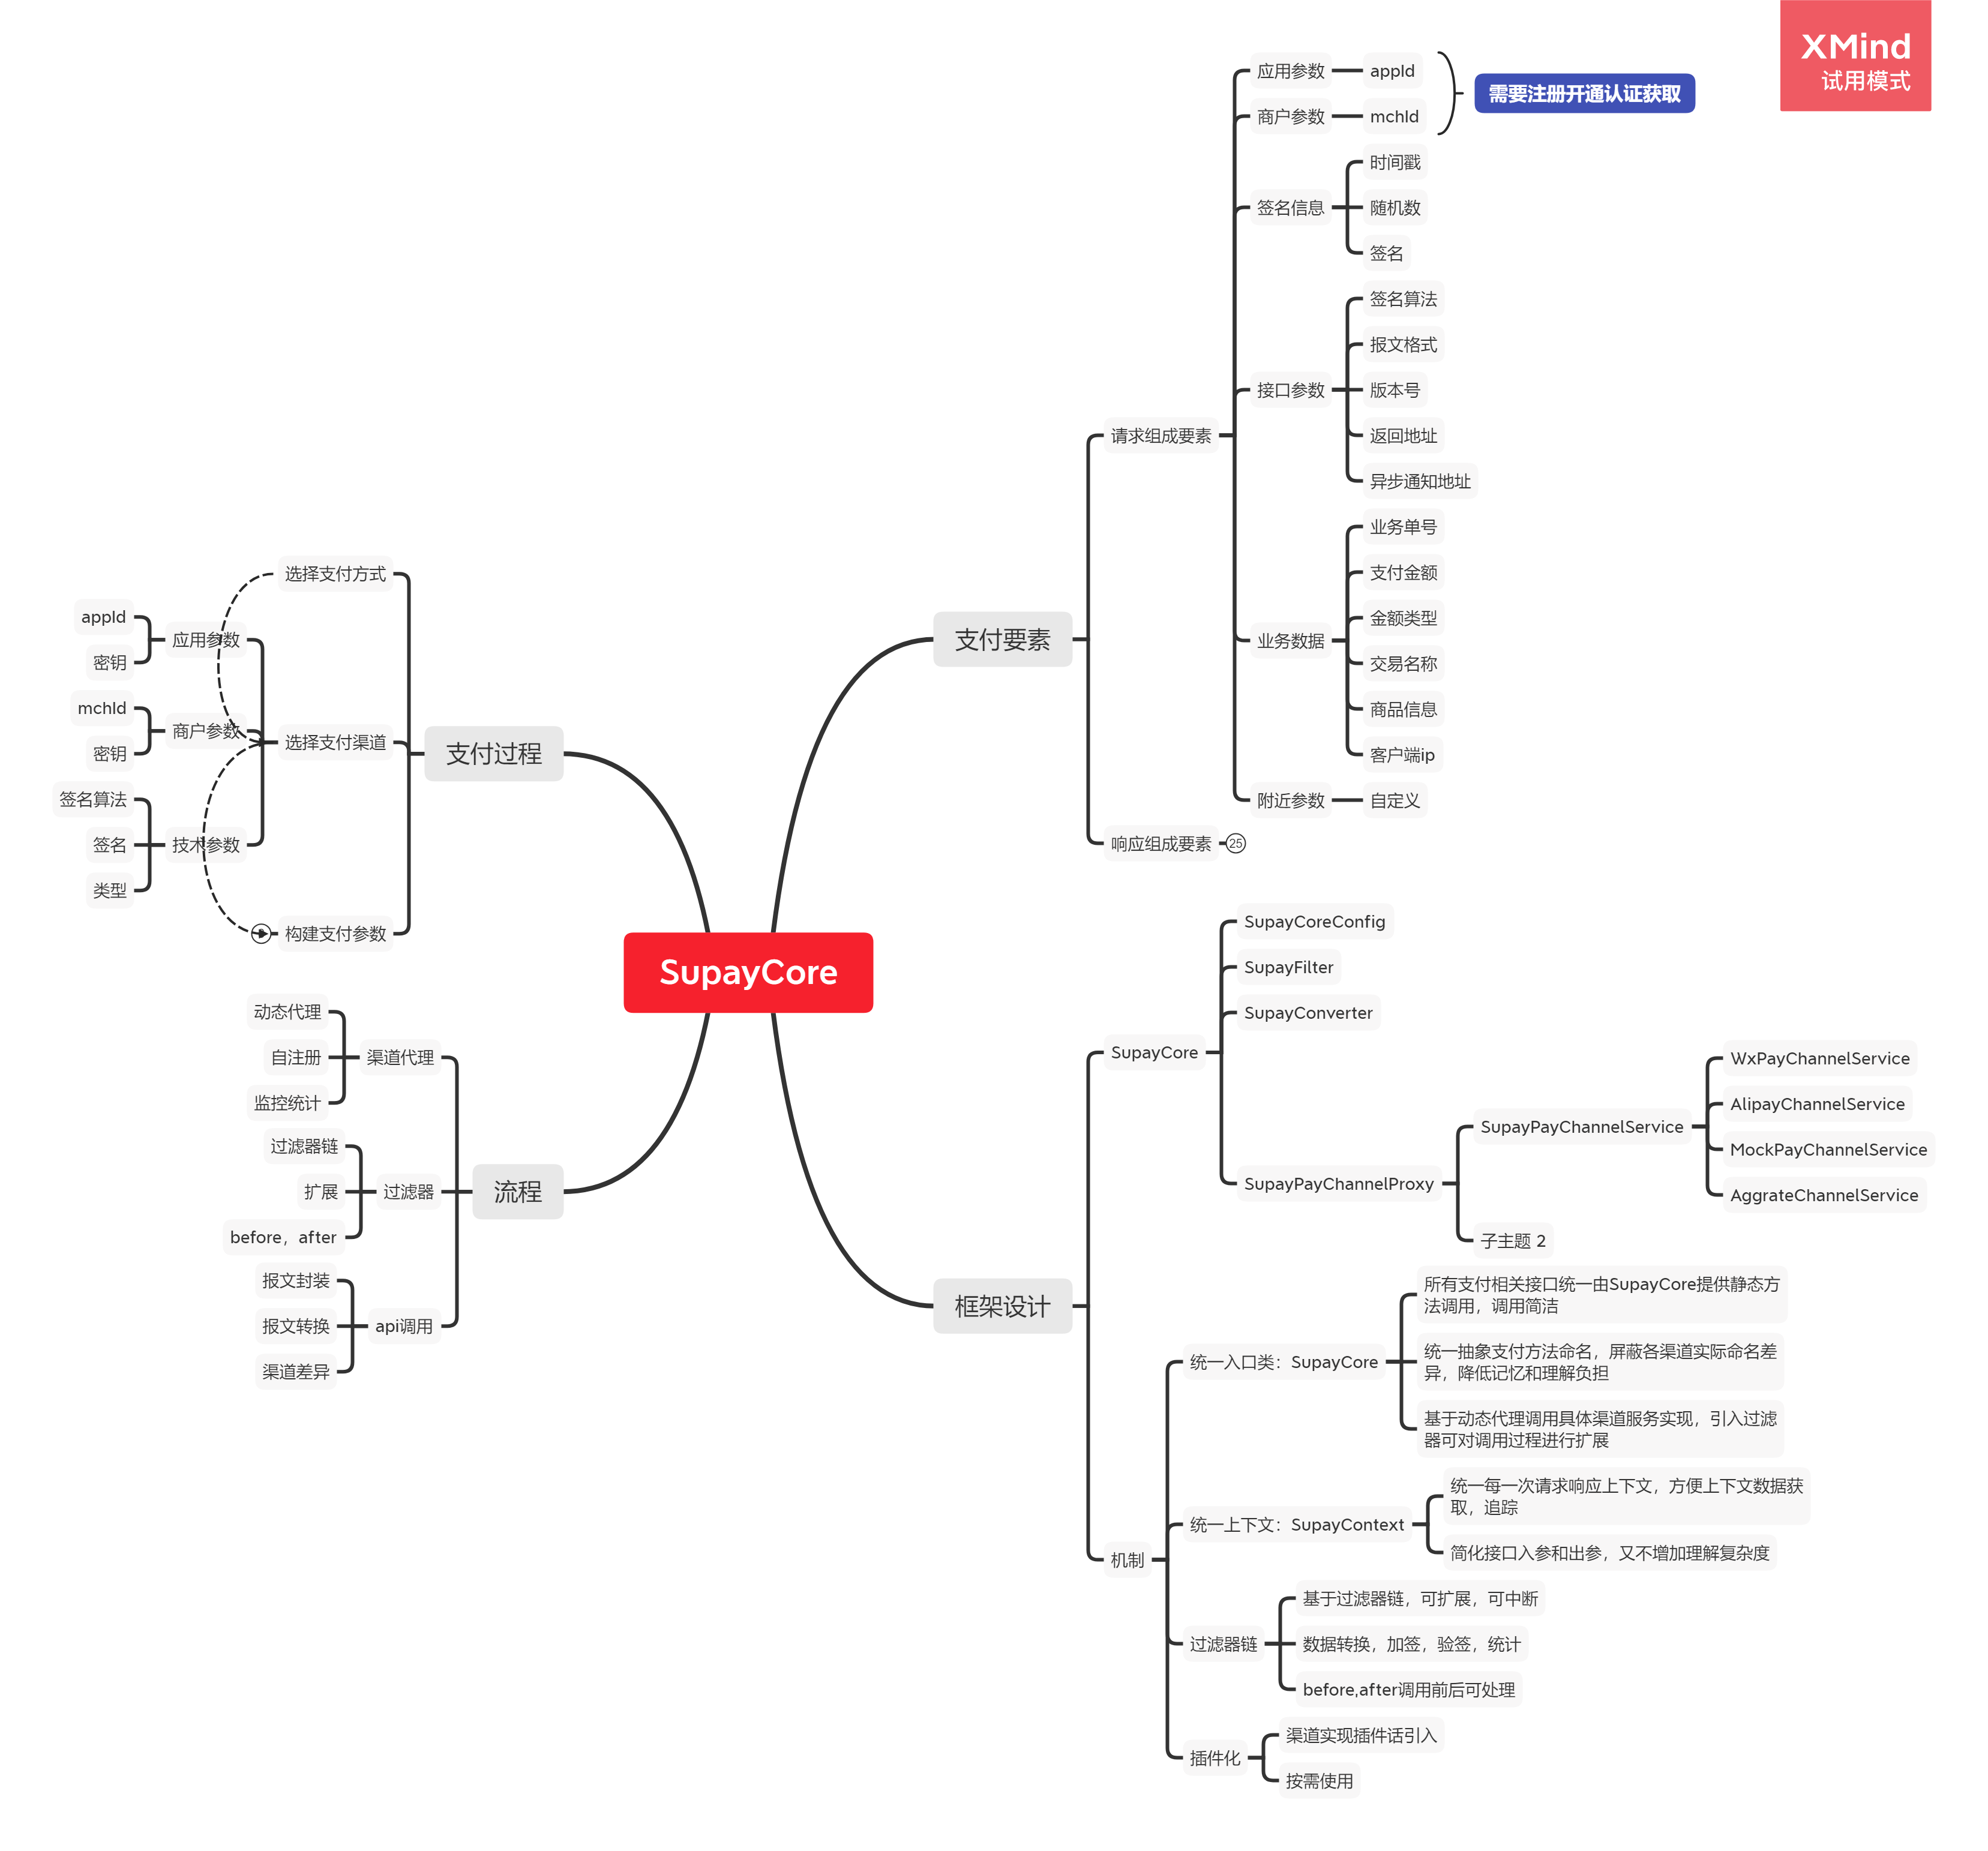 XMind
试用模式
SupayCore
支付要素
请求组成要素
应用参数
appId
商户参数
mchId
需要注册开通认证获取
签名信息
时间戳
随机数
签名
接口参数
签名算法
报文格式
版本号
返回地址
异步通知地址
业务数据
业务单号
支付金额
金额类型
交易名称
商品信息
客户端ip
附近参数
自定义
响应组成要素
25
框架设计
SupayCore
SupayCoreConfig
SupayFilter
SupayConverter
SupayPayChannelProxy
SupayPayChannelService
WxPayChannelService
AlipayChannelService
MockPayChannelService
AggrateChannelService
子主题 2
机制
统一入口类：SupayCore
所有支付相关接口统一由SupayCore提供静态方
法调用，调用简洁
统一抽象支付方法命名，屏蔽各渠道实际命名差
异，降低记忆和理解负担
基于动态代理调用具体渠道服务实现，引入过滤
器可对调用过程进行扩展
统一上下文：SupayContext
统一每一次请求响应上下文，方便上下文数据获
取，追踪
简化接口入参和出参，又不增加理解复杂度
过滤器链
基于过滤器链，可扩展，可中断
数据转换，加签，验签，统计
before,after调用前后可处理
插件化
渠道实现插件话引入
按需使用
支付过程
选择支付方式
选择支付渠道
应用参数
appId
密钥
商户参数
mchId
密钥
技术参数
签名算法
签名
类型
构建支付参数
流程
渠道代理
动态代理
自注册
监控统计
过滤器
过滤器链
扩展
before，after
api调用
报文封装
报文转换
渠道差异